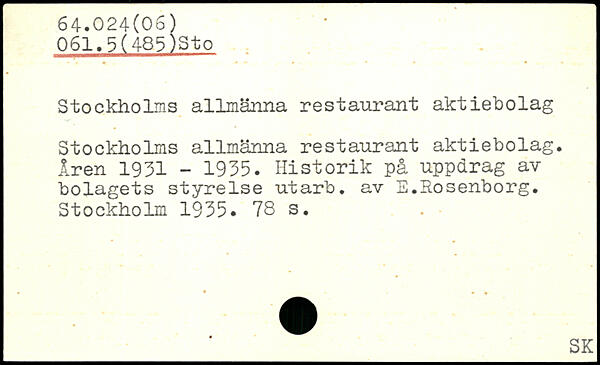 64.024(06)
061.5(485)Sto
Stockholms allmänna restaurant aktiebolag
Stockholms allmänna restaurant aktiebolag.
Åren 1931 - 1935. Historik på uppdrag av
bolagets styrelse utarb. av E.Rosenborg.
Stockholm 1935. 78 s.
SK